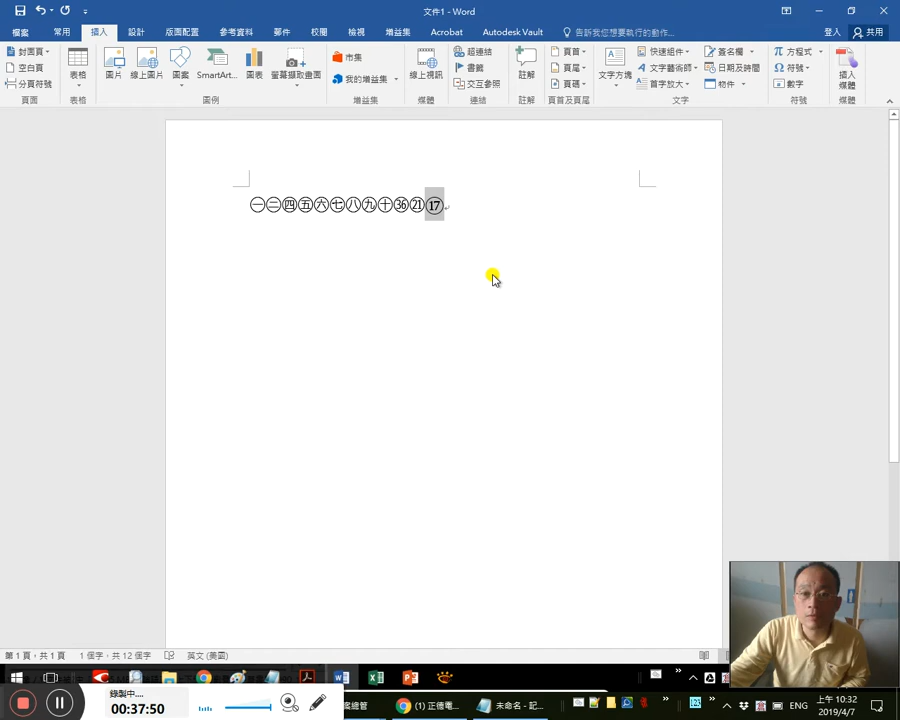 文件1 - Word
檔案 常用 插入 設計 版面配置 參考資料 郵件 校閱 檢視 增益集 Acrobat Autodesk Vault 告訴我您想要執行的動作... 登入 共用
封面頁 市集 超連結 頁首 快速組件 簽名欄 方程式
空白頁 表格 圖片 線上圖片 圖案 SmartArt... 圖表 螢幕擷取畫面 線上視訊 書籤 註解 頁尾 文字方塊 文字藝術師 日期及時間 符號 插入媒體
分頁符號 我的增益集 交互參照 頁碼 首字放大 物件 數字
頁面 表格 圖例 增益集 媒體 連結 註解 頁首及頁尾 文字 符號 媒體
㊀㊁㊃㊄㊅㊆㊇㊈㊉㊱㉑⑰
第 1 頁，共 1 頁 1 個字，共 12 個字 英文 (美國)
錄製中....
00:37:50
案總管 (1) 正德電... 未命名 - 記... 123 ENG 上午 10:32
2019/4/7